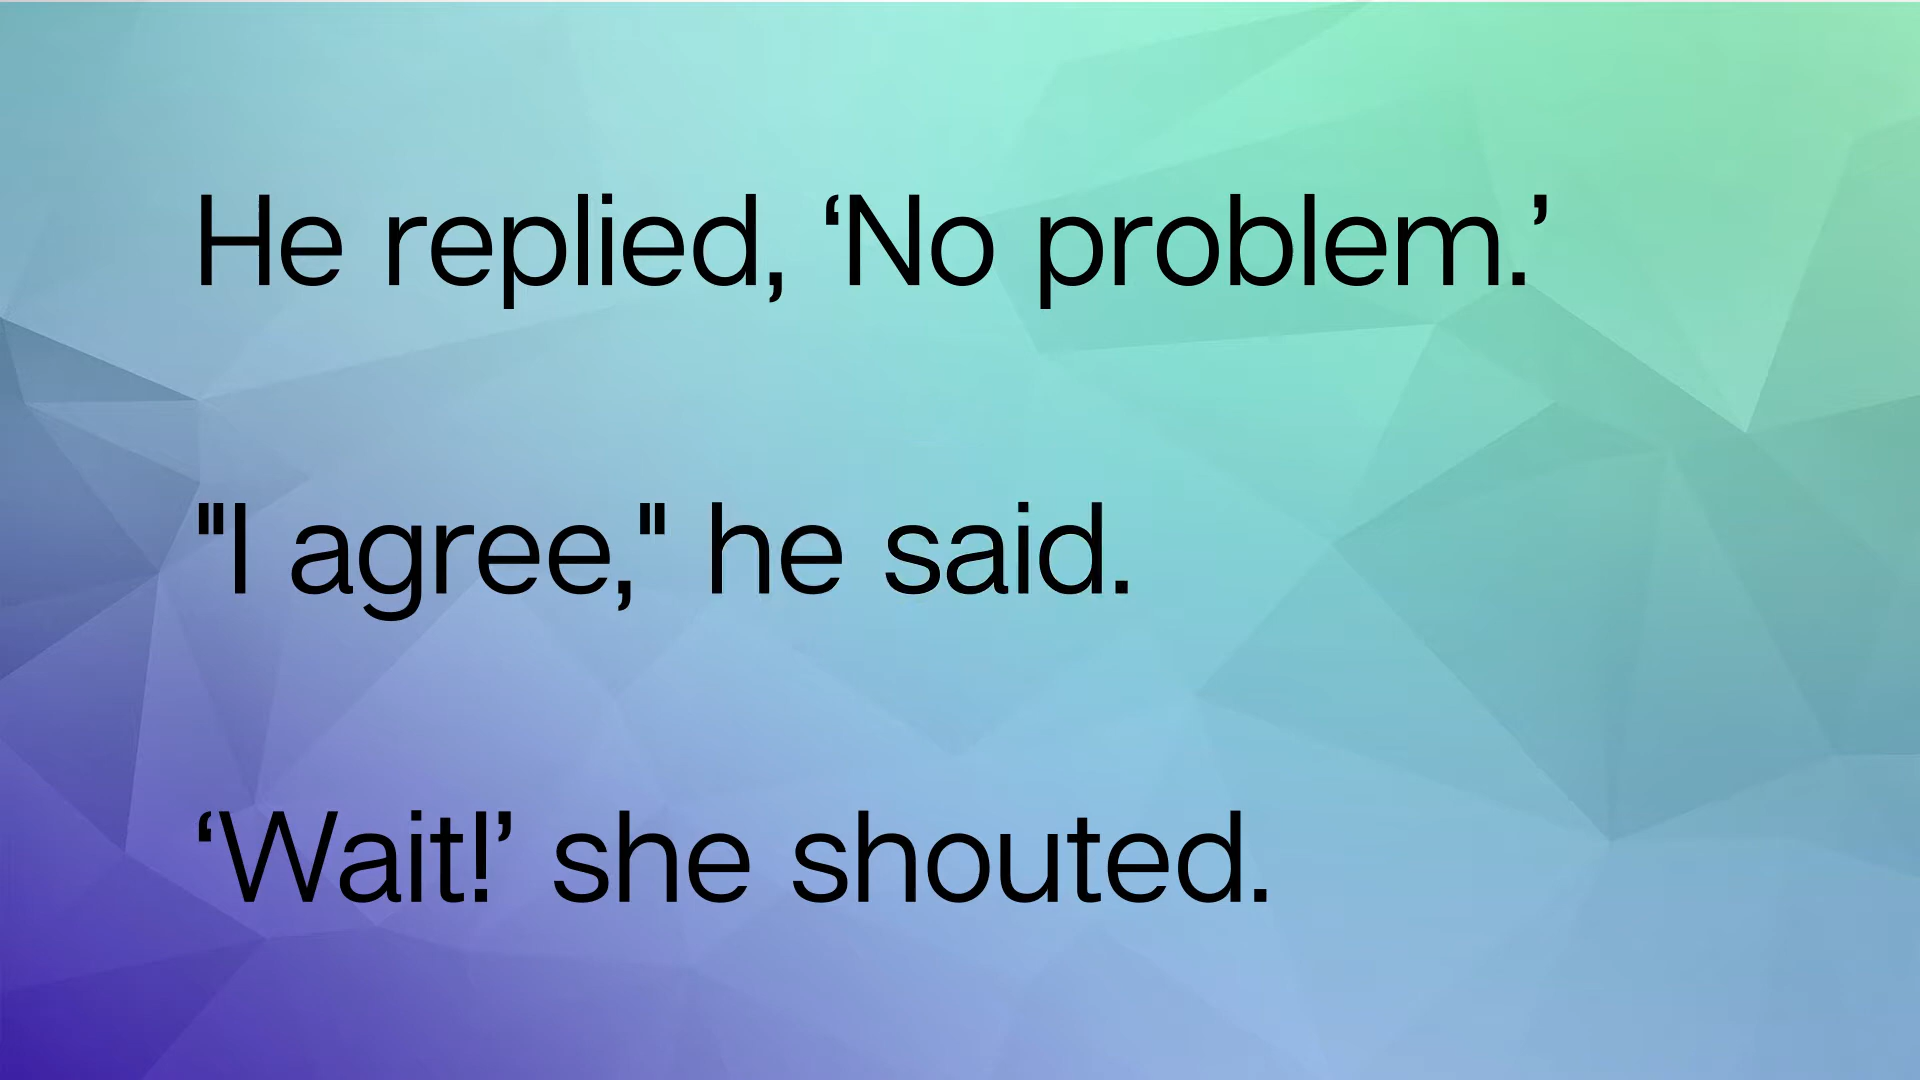 He replied, ‘No problem.’
"I agree," he said.
‘Wait!’ she shouted.